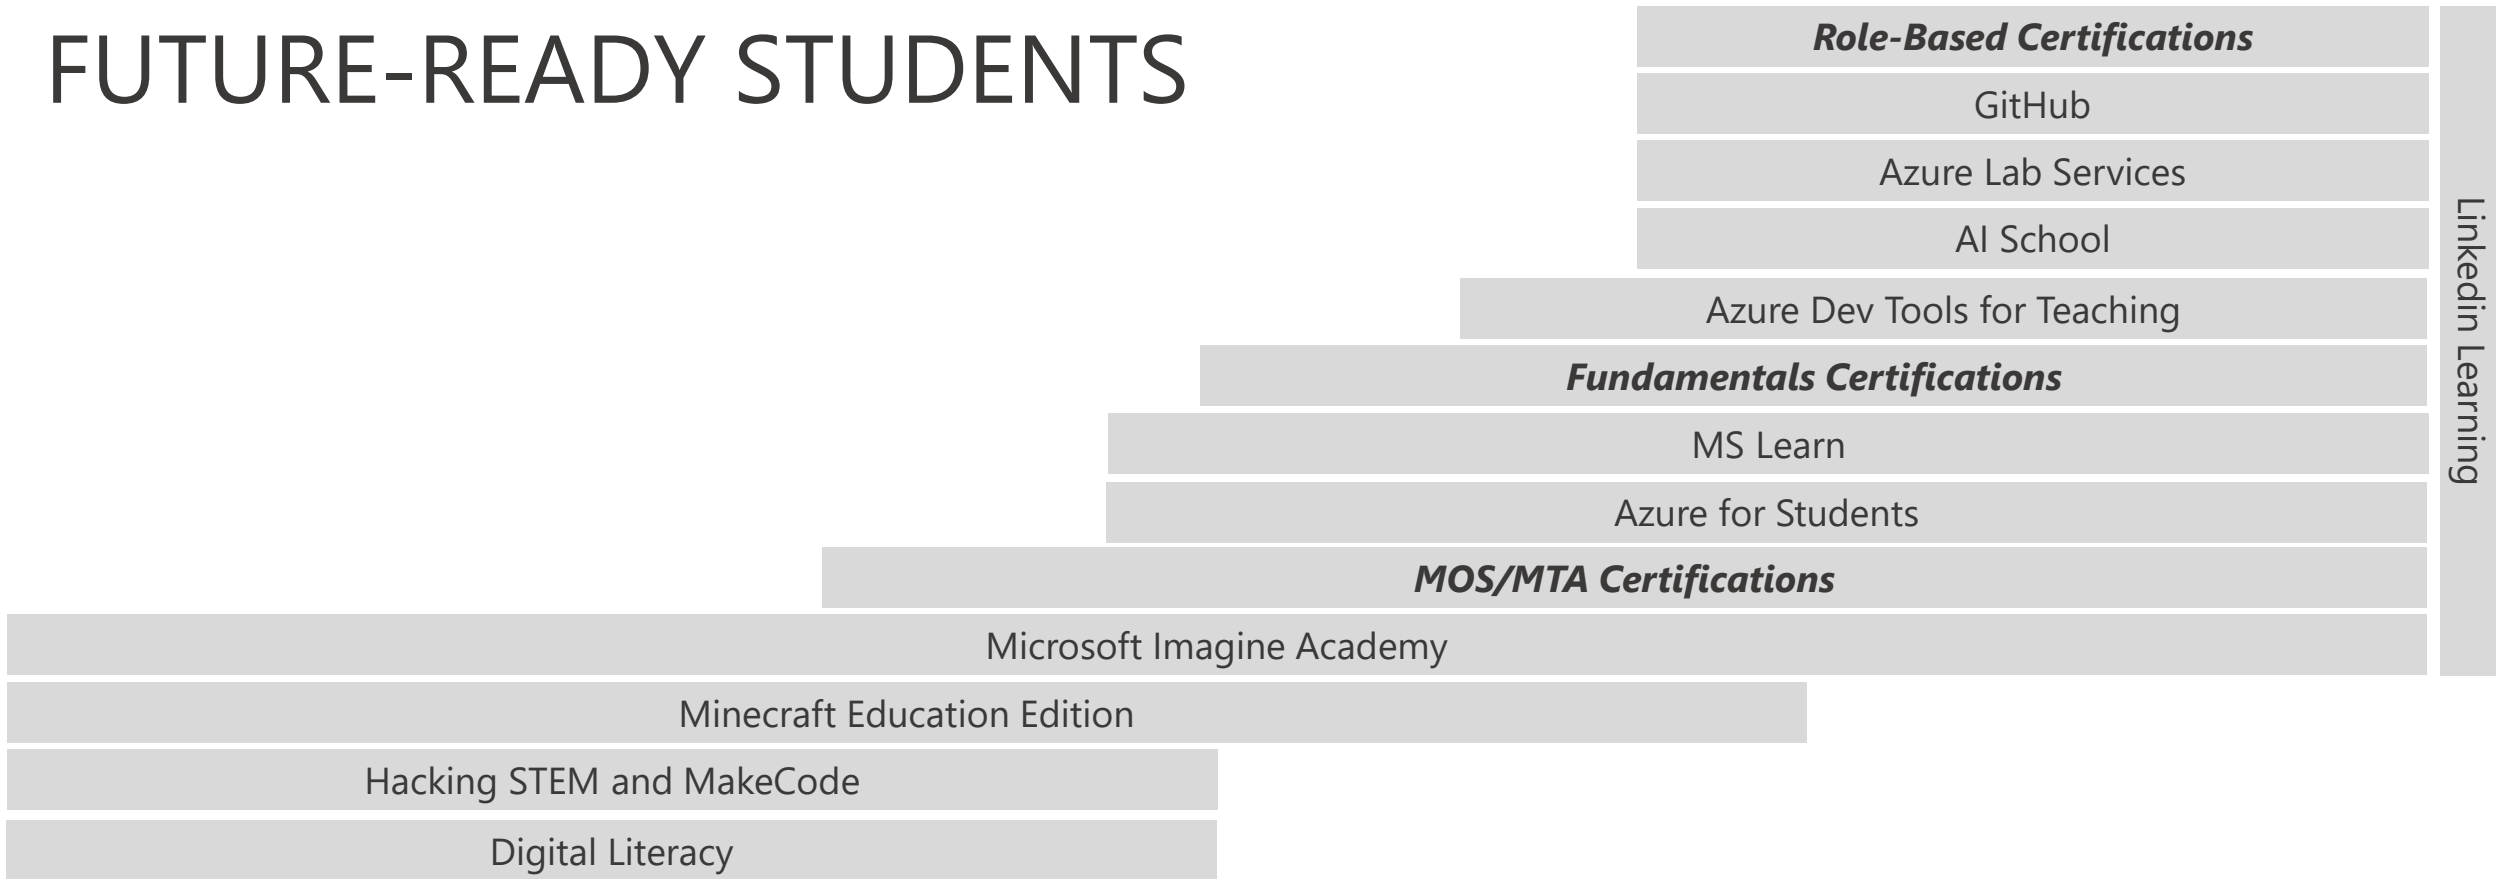 FUTURE-READY STUDENTS
Role-Based Certifications
GitHub
Azure Lab Services
AI School
Azure Dev Tools for Teaching
Fundamentals Certifications
MS Learn
Azure for Students
MOS/MTA Certifications
Microsoft Imagine Academy
Minecraft Education Edition
Hacking STEM and MakeCode
Digital Literacy
Linkedin Learning